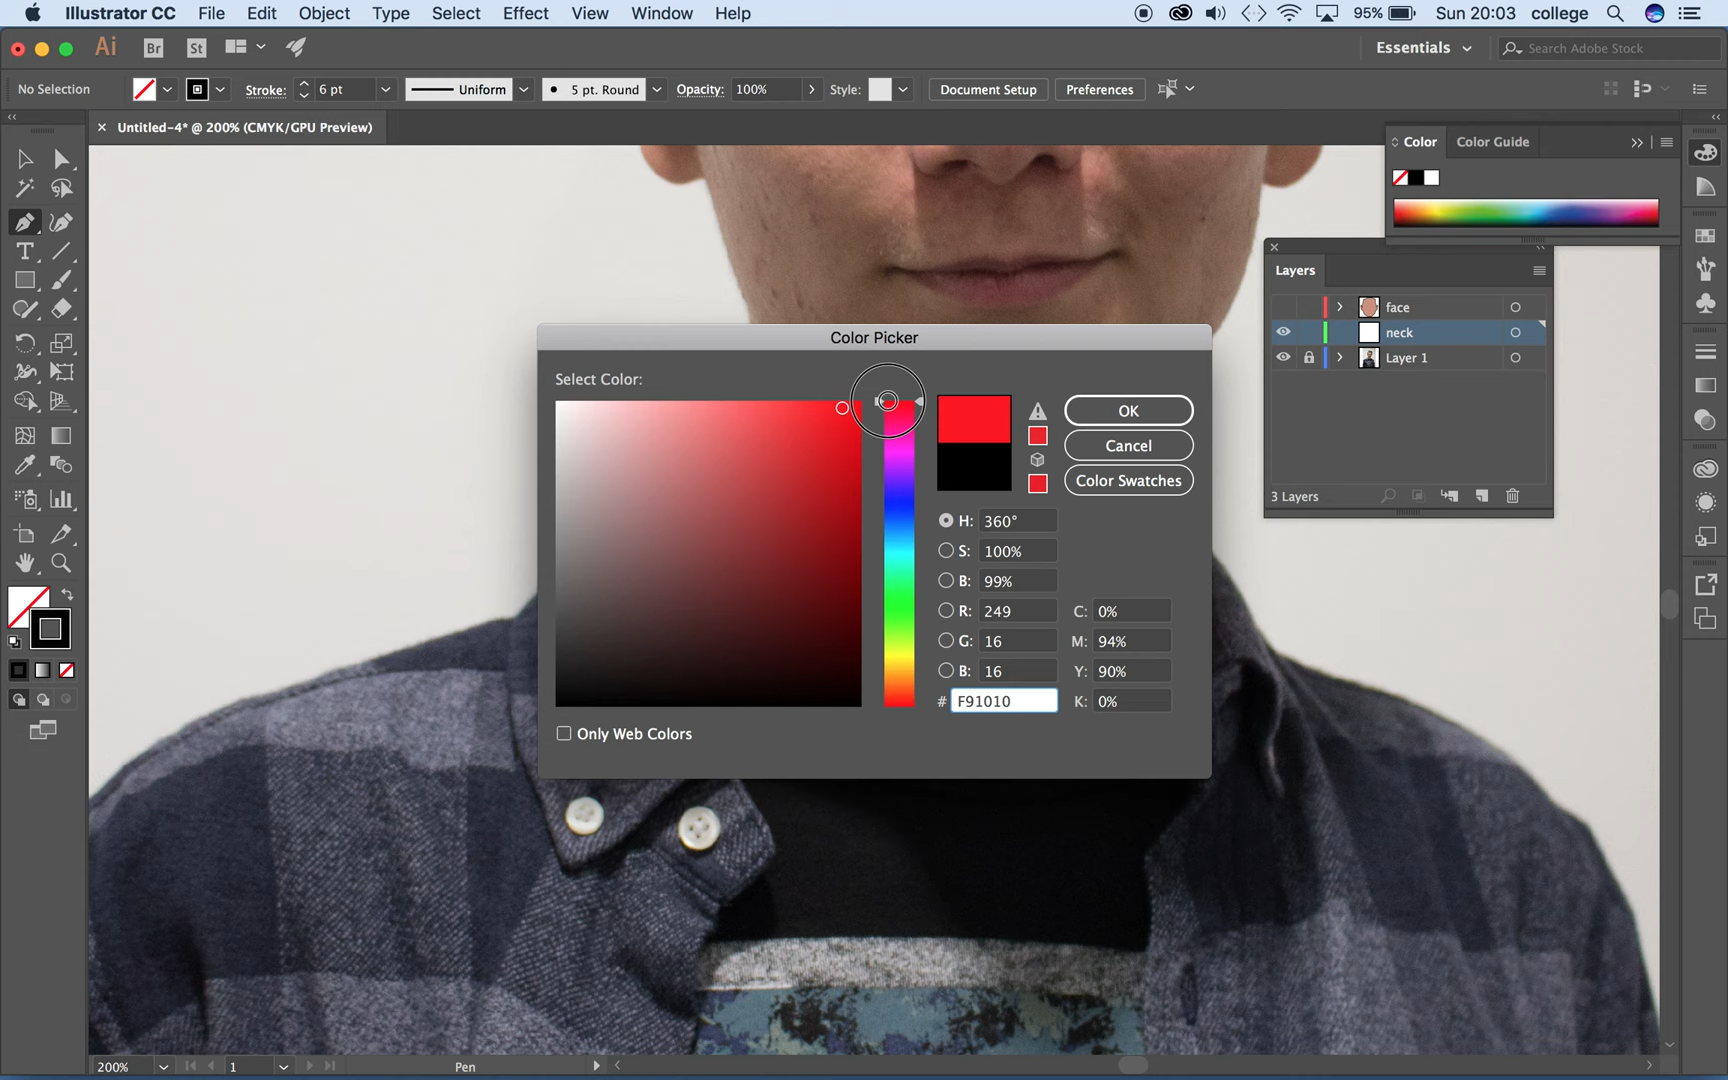 Illustrator CC File Edit Object Type Select Effect View Window Help 95% Sun 20:03 college
Ai Br St Essentials Search Adobe Stock
No Selection Stroke: 6 pt Uniform 5 pt. Round Opacity: 100% Style: Document Setup Preferences
Untitled-4* @ 200% (CMYK/GPU Preview)
Color Color Guide
Layers
face
neck
Layer 1
3 Layers
Color Picker
Select Color:
OK
Cancel
Color Swatches
H: 360°
S: 100%
B: 99%
R: 249 C: 0%
G: 16 M: 94%
B: 16 Y: 90%
# F91010 K: 0%
Only Web Colors
200% 1 Pen